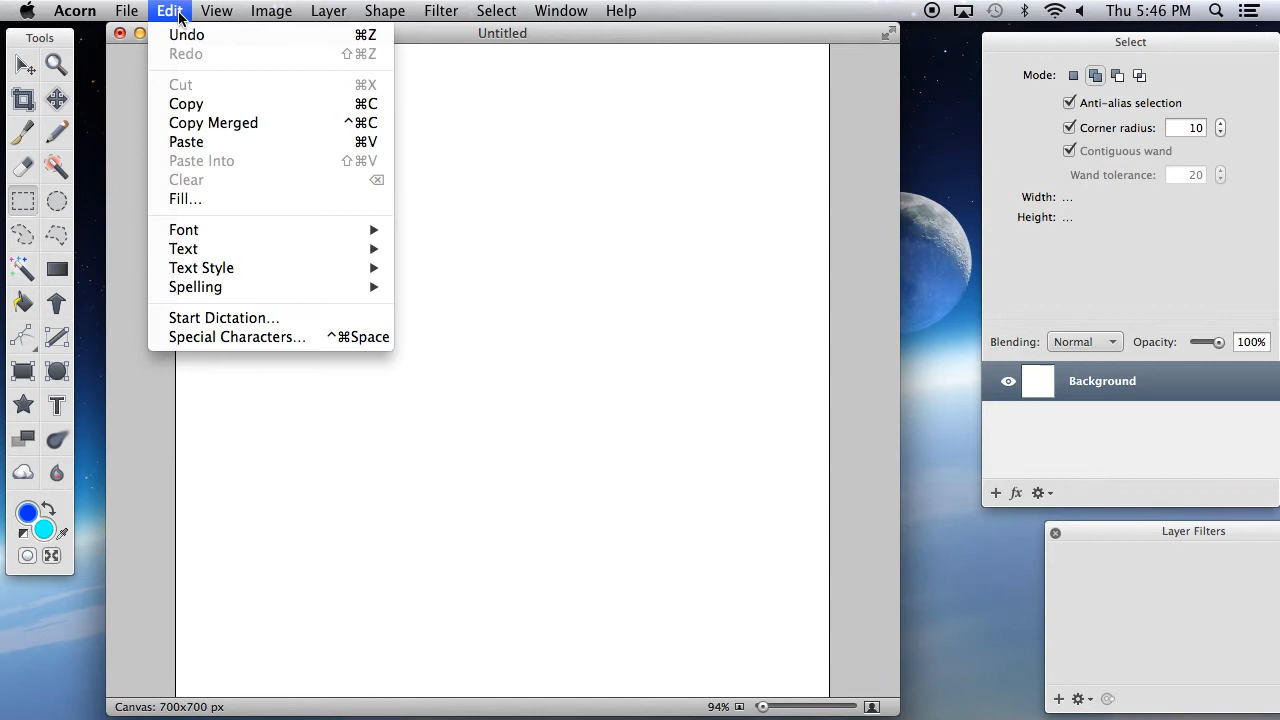 Acorn File Edit View Image Layer Shape Filter Select Window Help Thu 5:46 PM
Tools
Untitled
Undo ⌘Z
Redo ⇧⌘Z
Cut ⌘X
Copy ⌘C
Copy Merged ^⌘C
Paste ⌘V
Paste Into ⇧⌘V
Clear ⌫
Fill...
Font ▶
Text ▶
Text Style ▶
Spelling ▶
Start Dictation...
Special Characters... ^⌘Space
T
Canvas: 700x700 px 94%
Select
Mode:
Anti-alias selection
Corner radius: 10
Contiguous wand
Wand tolerance: 20
Width: ...
Height: ...
Blending: Normal Opacity: 100%
Background
+ fx
Layer Filters
+